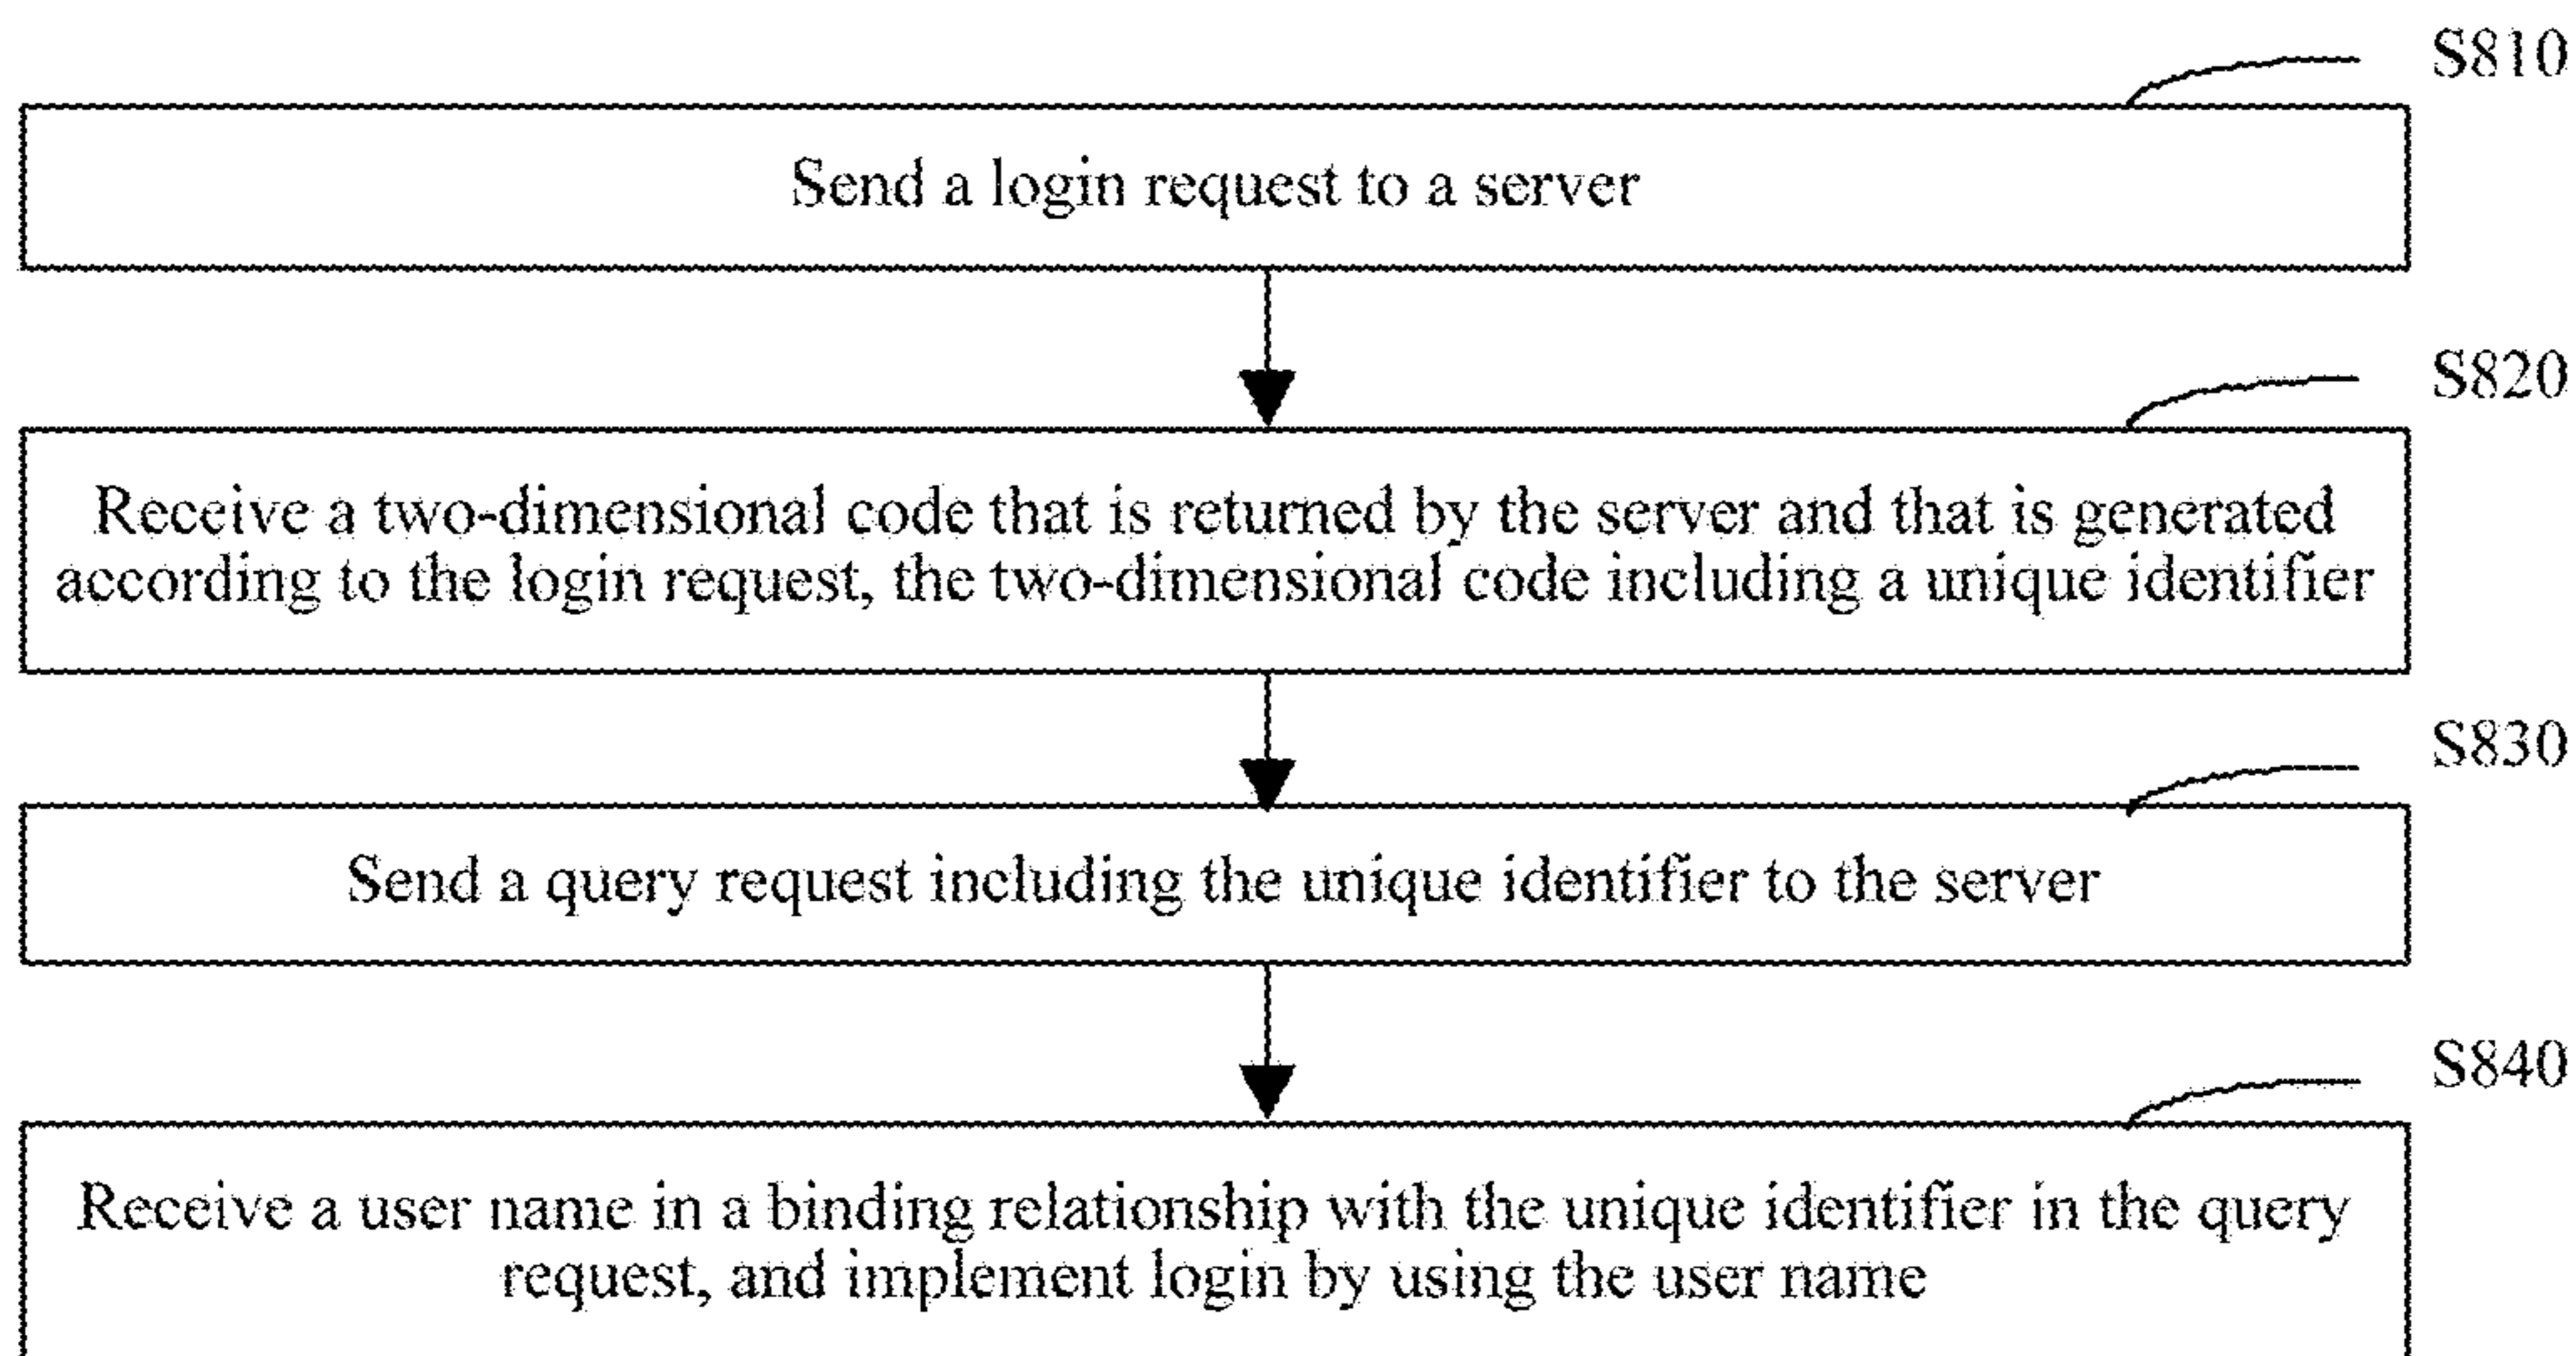 S810
Send a login request to a server
S820
Receive a two-dimensional code that is returned by the server and that is generated
according to the login request, the two-dimensional code including a unique identifier
S830
Send a query request including the unique identifier to the server
S840
Receive a user name in a binding relationship with the unique identifier in the query
request, and implement login by using the user name